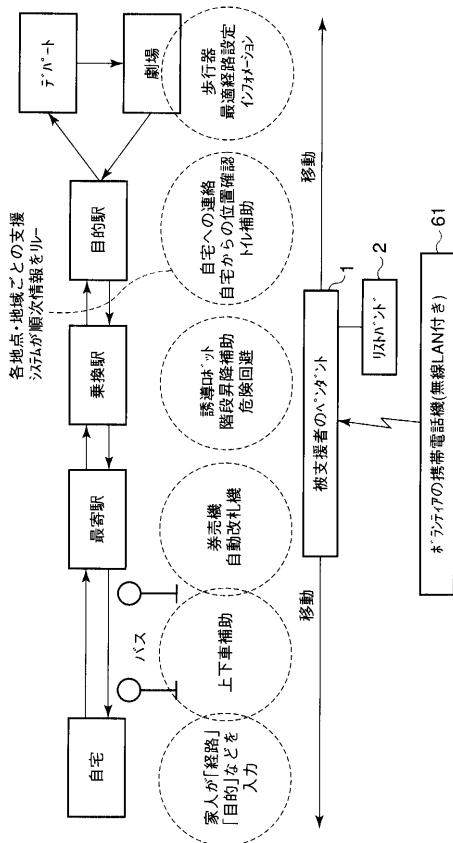 自宅
バス
最寄駅
乗換駅
目的駅
デパート
劇場
各地点・地域ごとの支援
システムが順次情報をリレー
家人が「経路」
「目的」などを
入力
上下車補助
券売機
自動改札機
誘導ロボット
階段昇降補助
危険回避
自宅への連絡
自宅からの位置確認
トイレ補助
歩行器
最適経路設定
インフォメーション
移動
移動
被支援者のペンダント
1
リストバンド
2
ボランティアの携帯電話機(無線LAN付き)
61